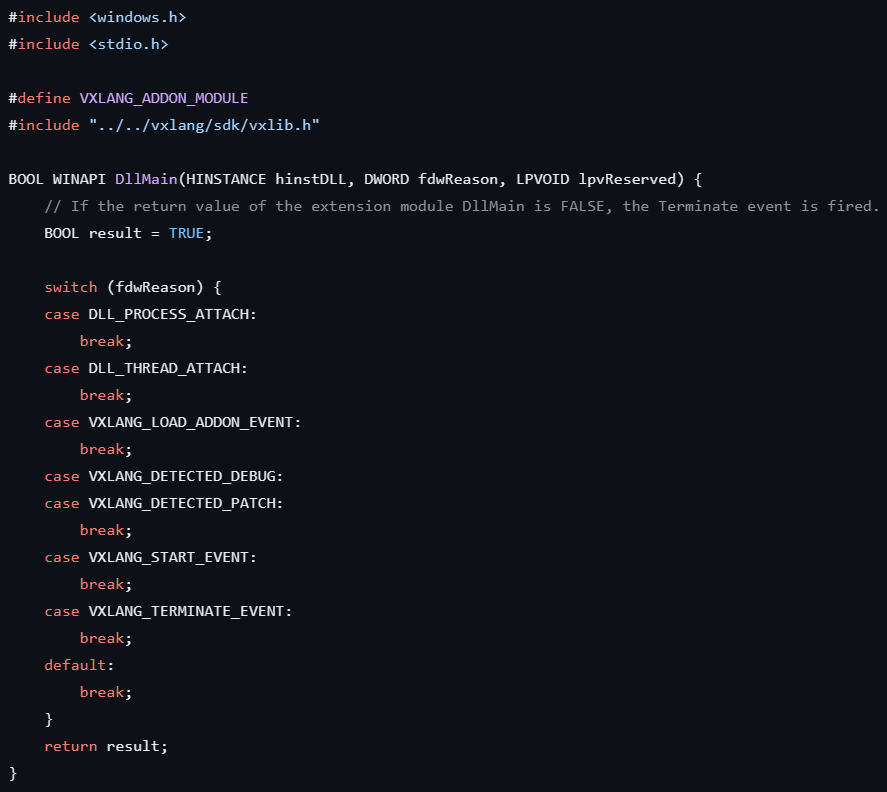 #include <windows.h>
#include <stdio.h>

#define VXLANG_ADDON_MODULE
#include "../../vxlang/sdk/vxlib.h"

BOOL WINAPI DllMain(HINSTANCE hinstDLL, DWORD fdwReason, LPVOID lpvReserved) {
    // If the return value of the extension module DllMain is FALSE, the Terminate event is fired.
    BOOL result = TRUE;

    switch (fdwReason) {
    case DLL_PROCESS_ATTACH:
        break;
    case DLL_THREAD_ATTACH:
        break;
    case VXLANG_LOAD_ADDON_EVENT:
        break;
    case VXLANG_DETECTED_DEBUG:
    case VXLANG_DETECTED_PATCH:
        break;
    case VXLANG_START_EVENT:
        break;
    case VXLANG_TERMINATE_EVENT:
        break;
    default:
        break;
    }
    return result;
}